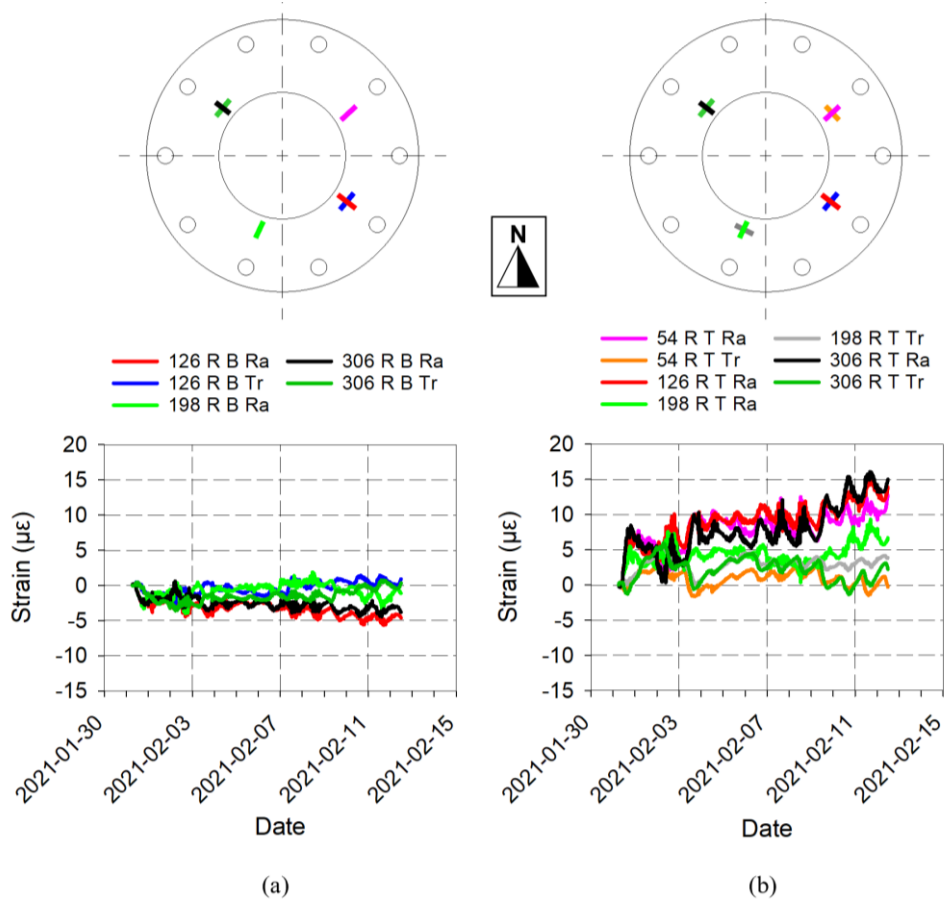 N
126 R B Ra
306 R B Ra
126 R B Tr
306 R B Tr
198 R B Ra
54 R T Ra
198 R T Tr
54 R T Tr
306 R T Ra
126 R T Ra
306 R T Tr
198 R T Ra
Strain (με)
20
15
10
5
0
-5
-10
-15
2021-01-30
2021-02-03
2021-02-07
2021-02-11
2021-02-15
Date
Strain (με)
20
15
10
5
0
-5
-10
-15
2021-01-30
2021-02-03
2021-02-07
2021-02-11
2021-02-15
Date
(a)
(b)